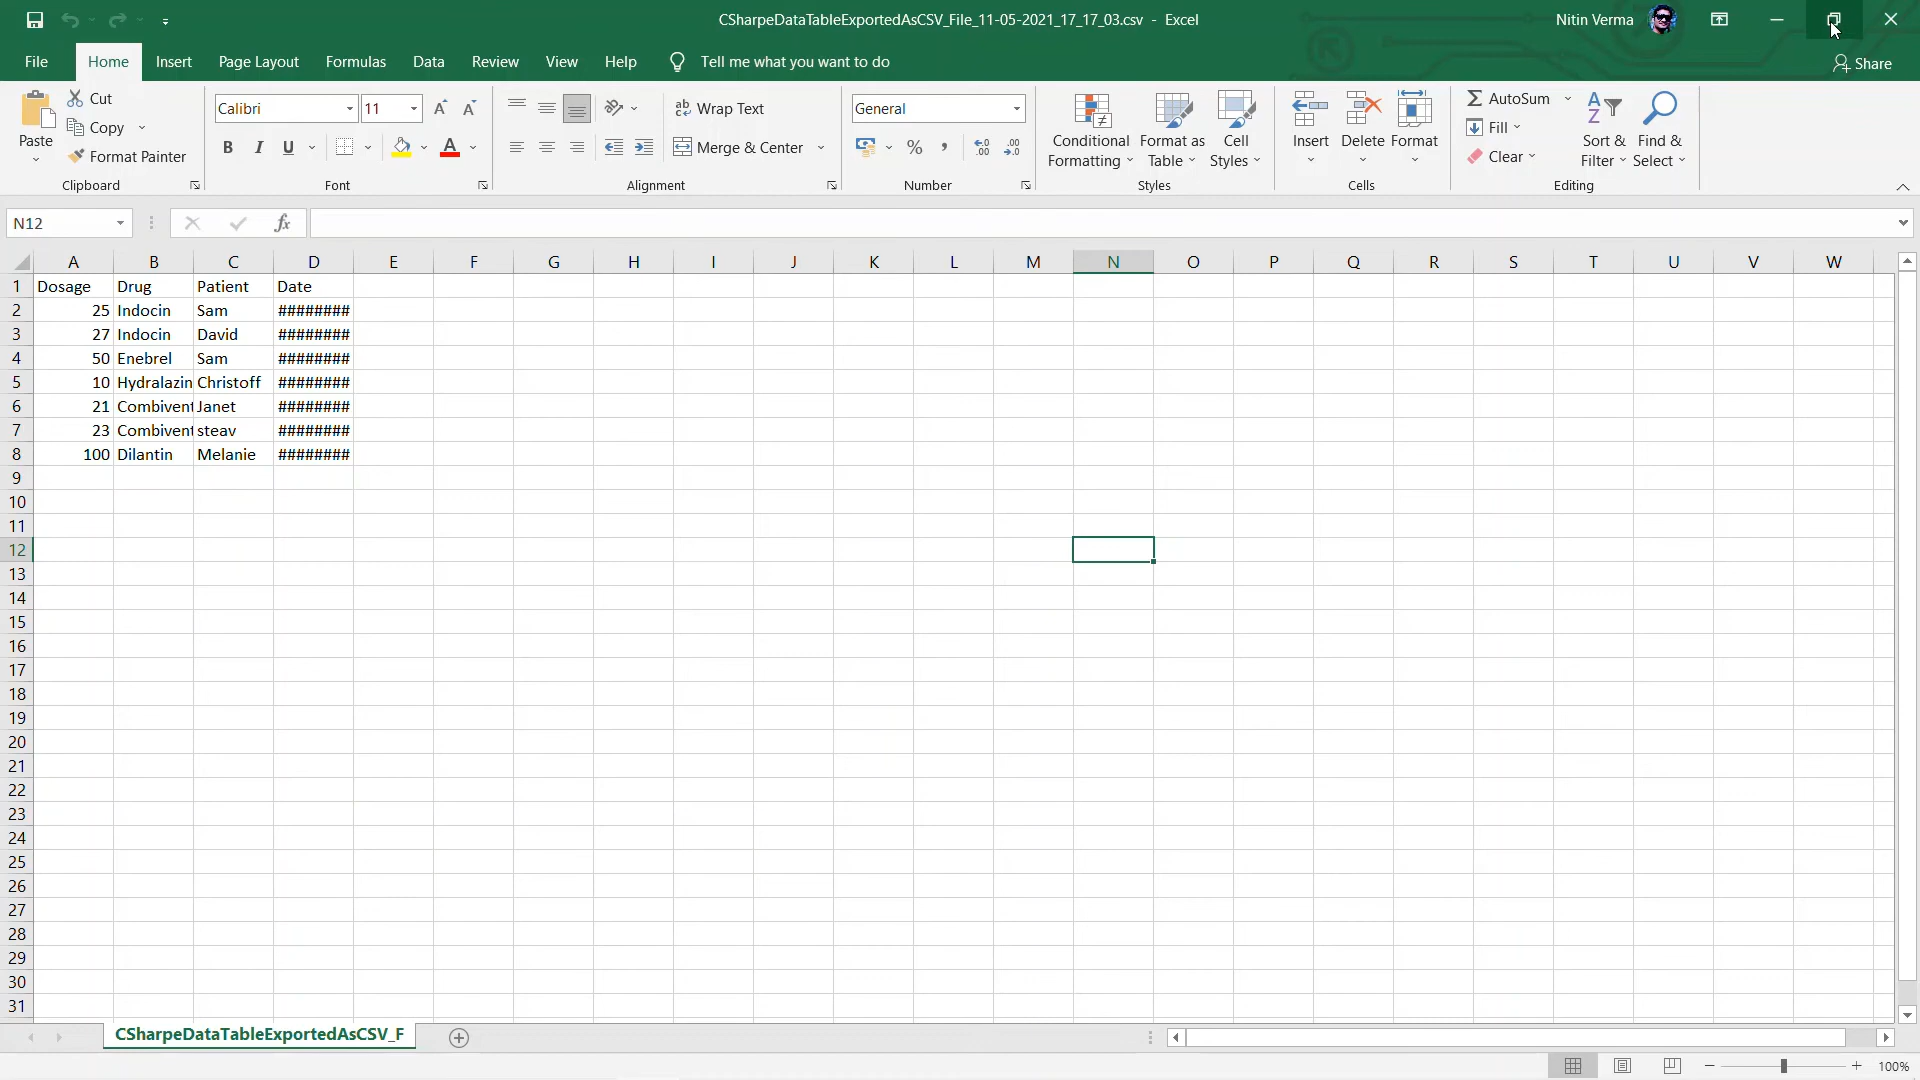 CSharpeDataTableExportedAsCSV_File_11-05-2021_17_17_03.csv - Excel
Nitin Verma
File Home Insert Page Layout Formulas Data Review View Help Tell me what you want to do Share
Paste
Cut
Copy
Format Painter
Clipboard
Calibri 11
B I U
Font
Wrap Text
Merge & Center
Alignment
General
%
Number
Conditional Formatting
Format as Table
Cell Styles
Styles
Insert
Delete
Format
Cells
AutoSum
Fill
Clear
Sort & Filter
Find & Select
Editing
N12 fx
A B C D E F G H I J K L M N O P Q R S T U V W
1 Dosage Drug Patient Date
2 25 Indocin Sam ########
3 27 Indocin David ########
4 50 Enebrel Sam ########
5 10 Hydralazin Christoff ########
6 21 Combivent Janet ########
7 23 Combivent steav ########
8 100 Dilantin Melanie ########
9
10
11
12
13
14
15
16
17
18
19
20
21
22
23
24
25
26
27
28
29
30
31
CSharpeDataTableExportedAsCSV_F
100%